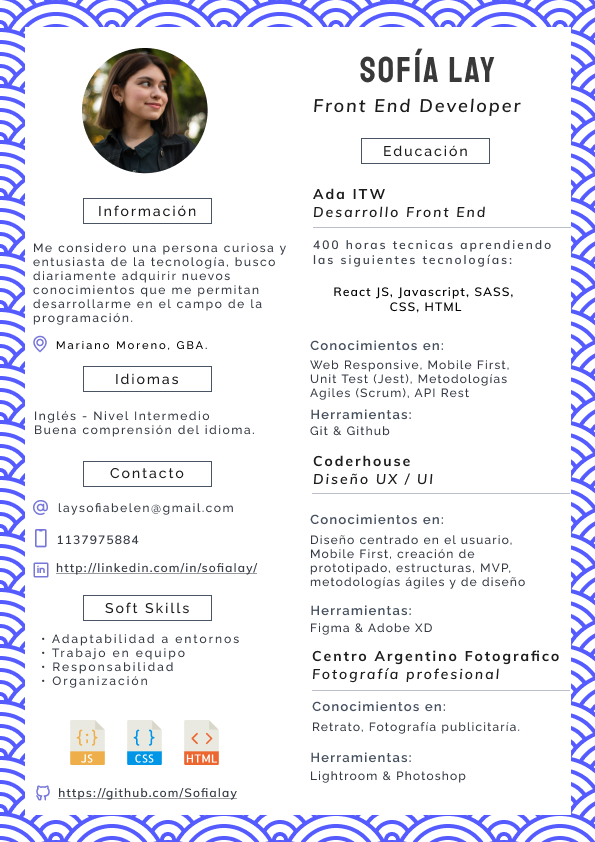 SOFÍA LAY
Front End Developer
Información
Me considero una persona curiosa y
entusiasta de la tecnología, busco
diariamente adquirir nuevos
conocimientos que me permitan
desarrollarme en el campo de la
programación.
Mariano Moreno, GBA.
Idiomas
Inglés - Nivel Intermedio
Buena comprensión del idioma.
Contacto
laysofiabelen@gmail.com
1137975884
http://linkedin.com/in/sofialay/
Soft Skills
• Adaptabilidad a entornos
• Trabajo en equipo
• Responsabilidad
• Organización
{;} { } <>
JS CSS HTML
https://github.com/Sofialay
Educación
Ada ITW
Desarrollo Front End
400 horas tecnicas aprendiendo
las siguientes tecnologías:
React JS, Javascript, SASS,
CSS, HTML
Conocimientos en:
Web Responsive, Mobile First,
Unit Test (Jest), Metodologías
Agiles (Scrum), API Rest
Herramientas:
Git & Github
Coderhouse
Diseño UX / UI
Conocimientos en:
Diseño centrado en el usuario,
Mobile First, creación de
prototipado, estructuras, MVP,
metodologías ágiles y de diseño
Herramientas:
Figma & Adobe XD
Centro Argentino Fotografico
Fotografía profesional
Conocimientos en:
Retrato, Fotografía publicitaría.
Herramientas:
Lightroom & Photoshop